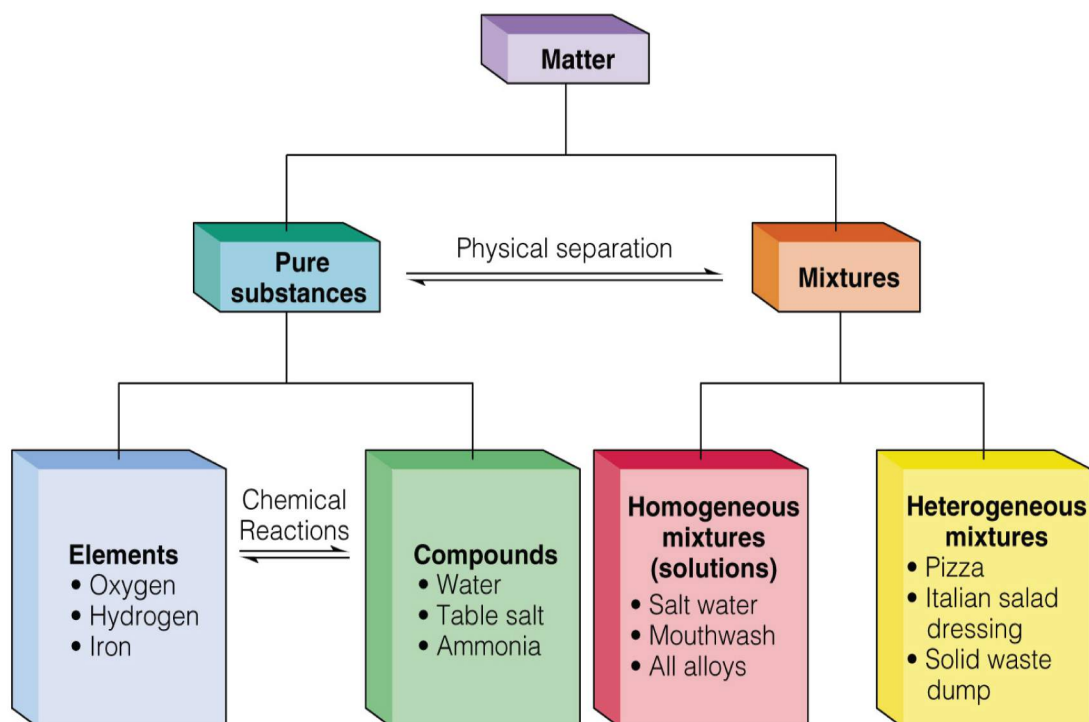 Matter
Pure
substances
Physical separation
Mixtures
Elements
• Oxygen
• Hydrogen
• Iron
Chemical
Reactions
Compounds
• Water
• Table salt
• Ammonia
Homogeneous
mixtures
(solutions)
• Salt water
• Mouthwash
• All alloys
Heterogeneous
mixtures
• Pizza
• Italian salad
dressing
• Solid waste
dump